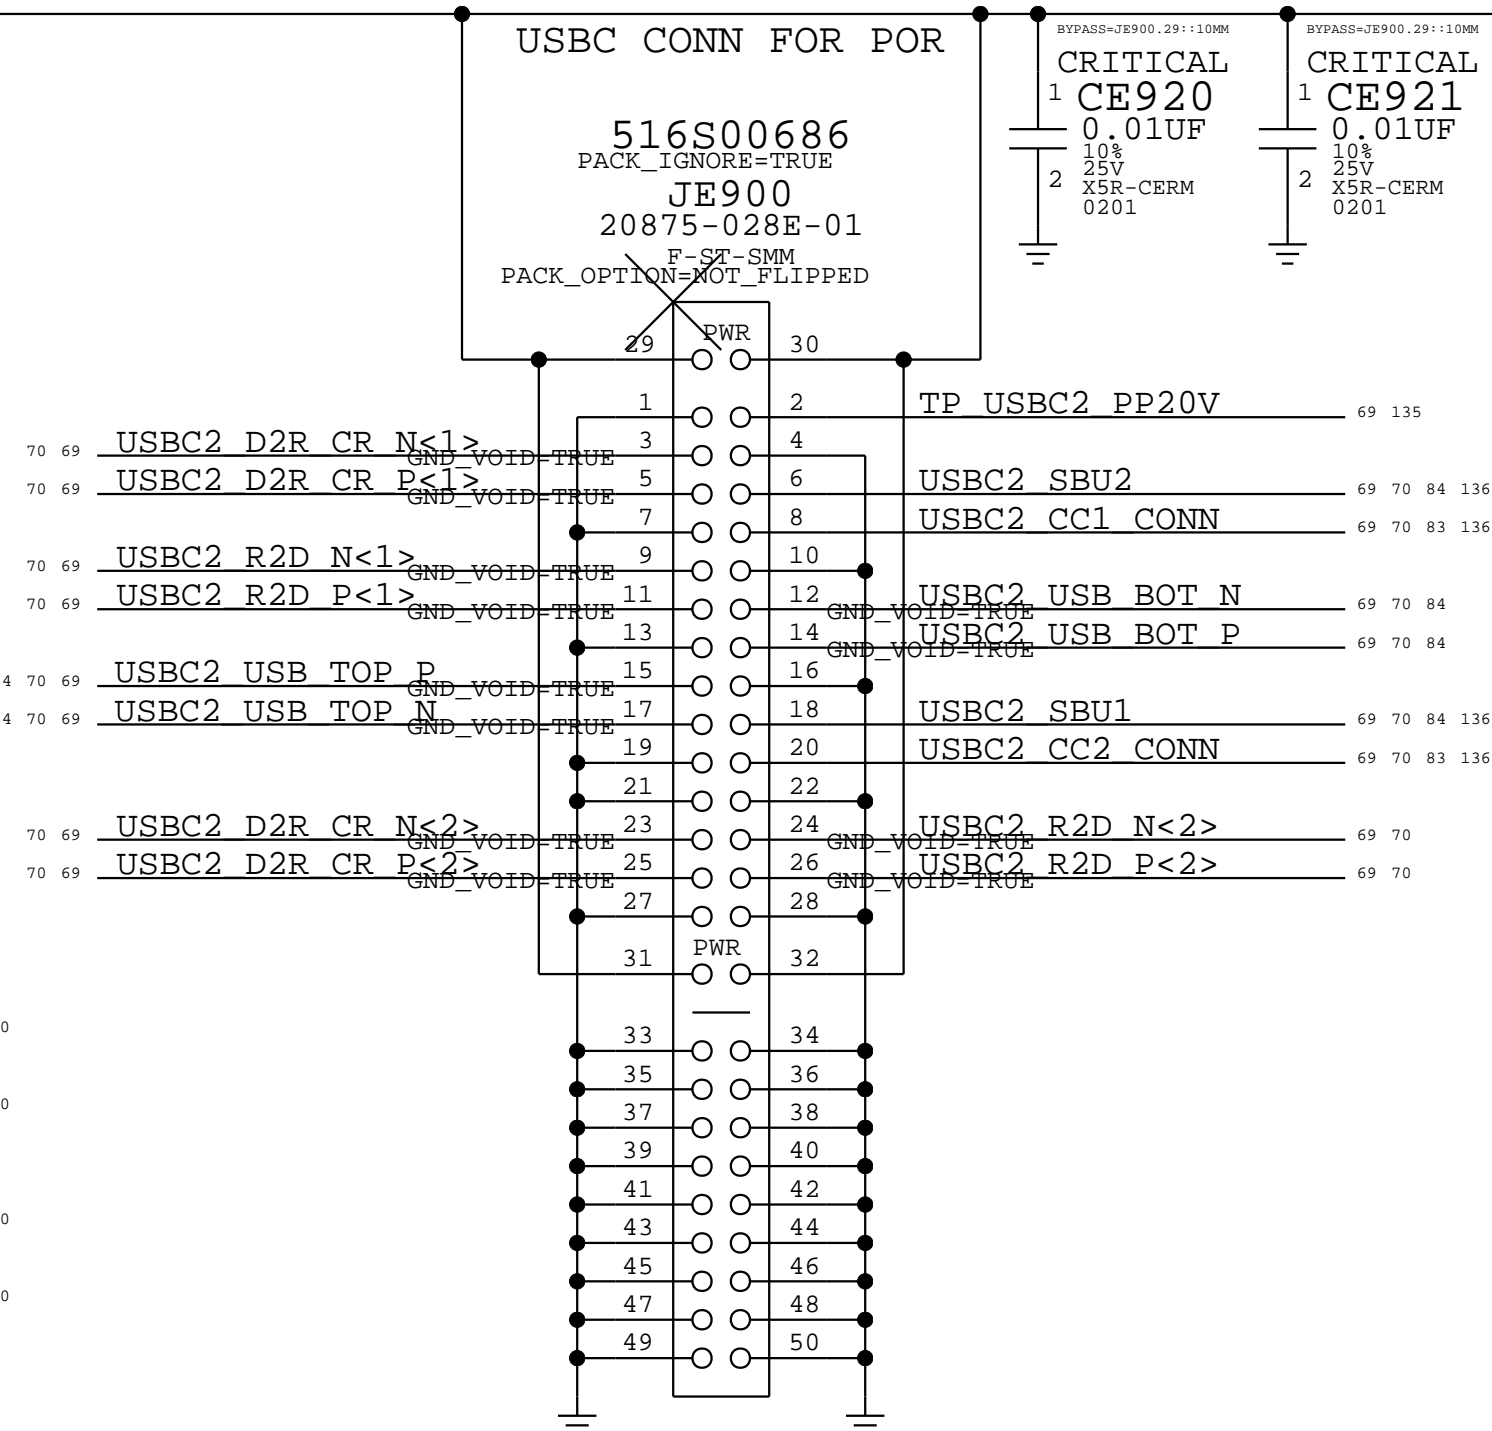 USBC CONN FOR POR
516S00686
PACK_IGNORE=TRUE
JE900
20875-028E-01
F-ST-SMM
PACK_OPTION=NOT_FLIPPED
BYPASS=JE900.29::10MM
CRITICAL
1 CE920
0.01UF
10%
25V
2 X5R-CERM
0201
BYPASS=JE900.29::10MM
CRITICAL
1 CE921
0.01UF
10%
25V
2 X5R-CERM
0201
29 PWR 30
1 2 TP_USBC2_PP20V 69 135
70 69 USBC2_D2R_CR_N<1> GND_VOID=TRUE 3 4
70 69 USBC2_D2R_CR_P<1> GND_VOID=TRUE 5 6 USBC2_SBU2 69 70 84 136
7 8 USBC2_CC1_CONN 69 70 83 136
70 69 USBC2_R2D_N<1> GND_VOID=TRUE 9 10
70 69 USBC2_R2D_P<1> GND_VOID=TRUE 11 12 GND_VOID=TRUE USBC2_USB_BOT_N 69 70 84
13 14 GND_VOID=TRUE USBC2_USB_BOT_P 69 70 84
4 70 69 USBC2_USB_TOP_P GND_VOID=TRUE 15 16
4 70 69 USBC2_USB_TOP_N GND_VOID=TRUE 17 18 USBC2_SBU1 69 70 84 136
19 20 USBC2_CC2_CONN 69 70 83 136
21 22
70 69 USBC2_D2R_CR_N<2> GND_VOID=TRUE 23 24 GND_VOID=TRUE USBC2_R2D_N<2> 69 70
70 69 USBC2_D2R_CR_P<2> GND_VOID=TRUE 25 26 GND_VOID=TRUE USBC2_R2D_P<2> 69 70
27 28
31 PWR 32
0
33 34
35 36
0
37 38
39 40
41 42
0
43 44
45 46
0
47 48
49 50